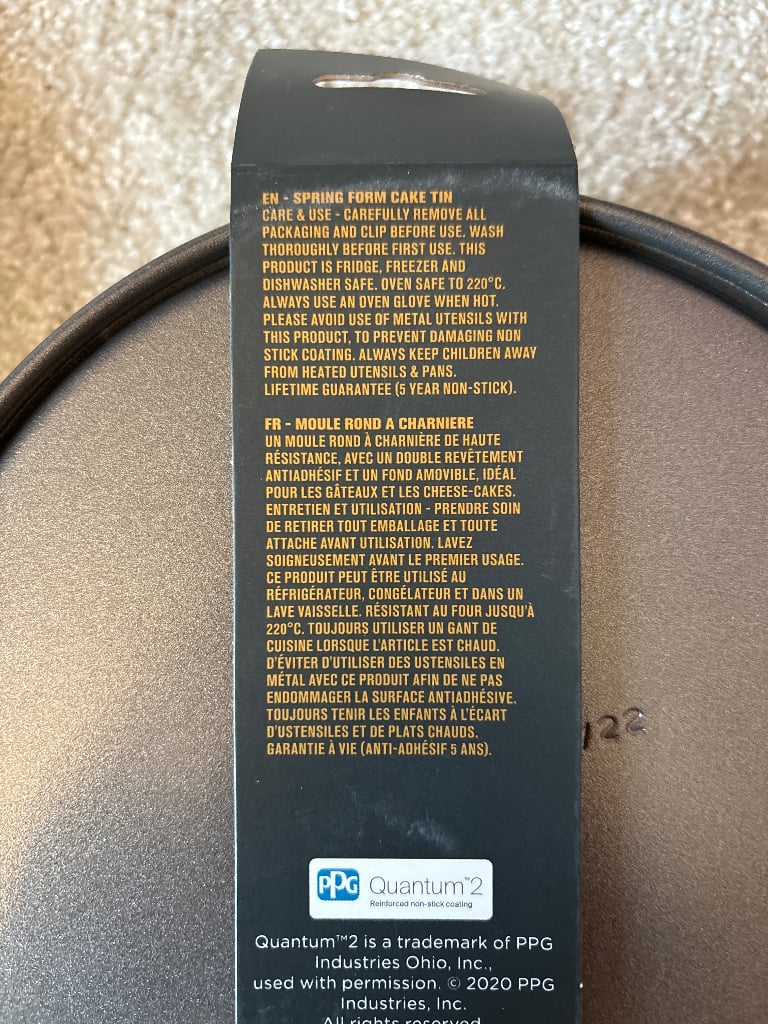 EN - SPRING FORM CAKE TIN
CARE & USE - CAREFULLY REMOVE ALL
PACKAGING AND CLIP BEFORE USE. WASH
THOROUGHLY BEFORE FIRST USE. THIS
PRODUCT IS FRIDGE, FREEZER AND
DISHWASHER SAFE. OVEN SAFE TO 220°C.
ALWAYS USE AN OVEN GLOVE WHEN HOT.
PLEASE AVOID USE OF METAL UTENSILS WITH
THIS PRODUCT, TO PREVENT DAMAGING NON
STICK COATING. ALWAYS KEEP CHILDREN AWAY
FROM HEATED UTENSILS & PANS.
LIFETIME GUARANTEE (5 YEAR NON-STICK).
FR - MOULE ROND A CHARNIERE
UN MOULE ROND À CHARNIÈRE DE HAUTE
RÉSISTANCE, AVEC UN DOUBLE REVÊTEMENT
ANTIADHÉSIF ET UN FOND AMOVIBLE, IDÉAL
POUR LES GÂTEAUX ET LES CHEESE-CAKES.
ENTRETIEN ET UTILISATION - PRENDRE SOIN
DE RETIRER TOUT EMBALLAGE ET TOUTE
ATTACHE AVANT UTILISATION. LAVEZ
SOIGNEUSEMENT AVANT LE PREMIER USAGE.
CE PRODUIT PEUT ÊTRE UTILISÉ AU
RÉFRIGÉRATEUR, CONGÉLATEUR ET DANS UN
LAVE VAISSELLE. RÉSISTANT AU FOUR JUSQU'À
220°C. TOUJOURS UTILISER UN GANT DE
CUISINE LORSQUE L'ARTICLE EST CHAUD.
D'ÉVITER D'UTILISER DES USTENSILES EN
MÉTAL AVEC CE PRODUIT AFIN DE NE PAS
ENDOMMAGER LA SURFACE ANTIADHÉSIVE.
TOUJOURS TENIR LES ENFANTS À L'ÉCART
D'USTENSILES ET DE PLATS CHAUDS.
GARANTIE À VIE (ANTI-ADHÉSIF 5 ANS).
122
PPG Quantum™2
Reinforced non-stick coating
Quantum™2 is a trademark of PPG
Industries Ohio, Inc.,
used with permission. © 2020 PPG
Industries, Inc.
All rights reserved